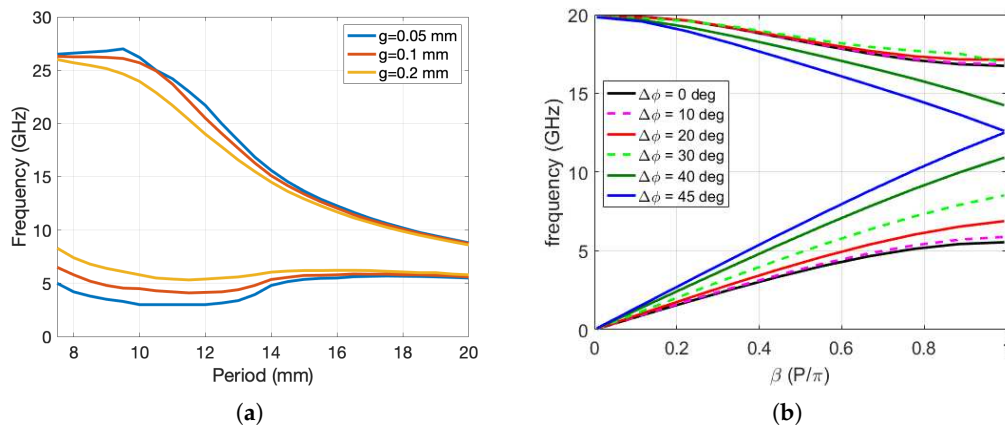 30
25
20
15
10
5
0
Frequency (GHz)
8 10 12 14 16 18 20
Period (mm)
g=0.05 mm
g=0.1 mm
g=0.2 mm
(a)
20
15
10
5
0
frequency (GHz)
0 0.2 0.4 0.6 0.8 1
β (P/π)
Δϕ = 0 deg
Δϕ = 10 deg
Δϕ = 20 deg
Δϕ = 30 deg
Δϕ = 40 deg
Δϕ = 45 deg
(b)